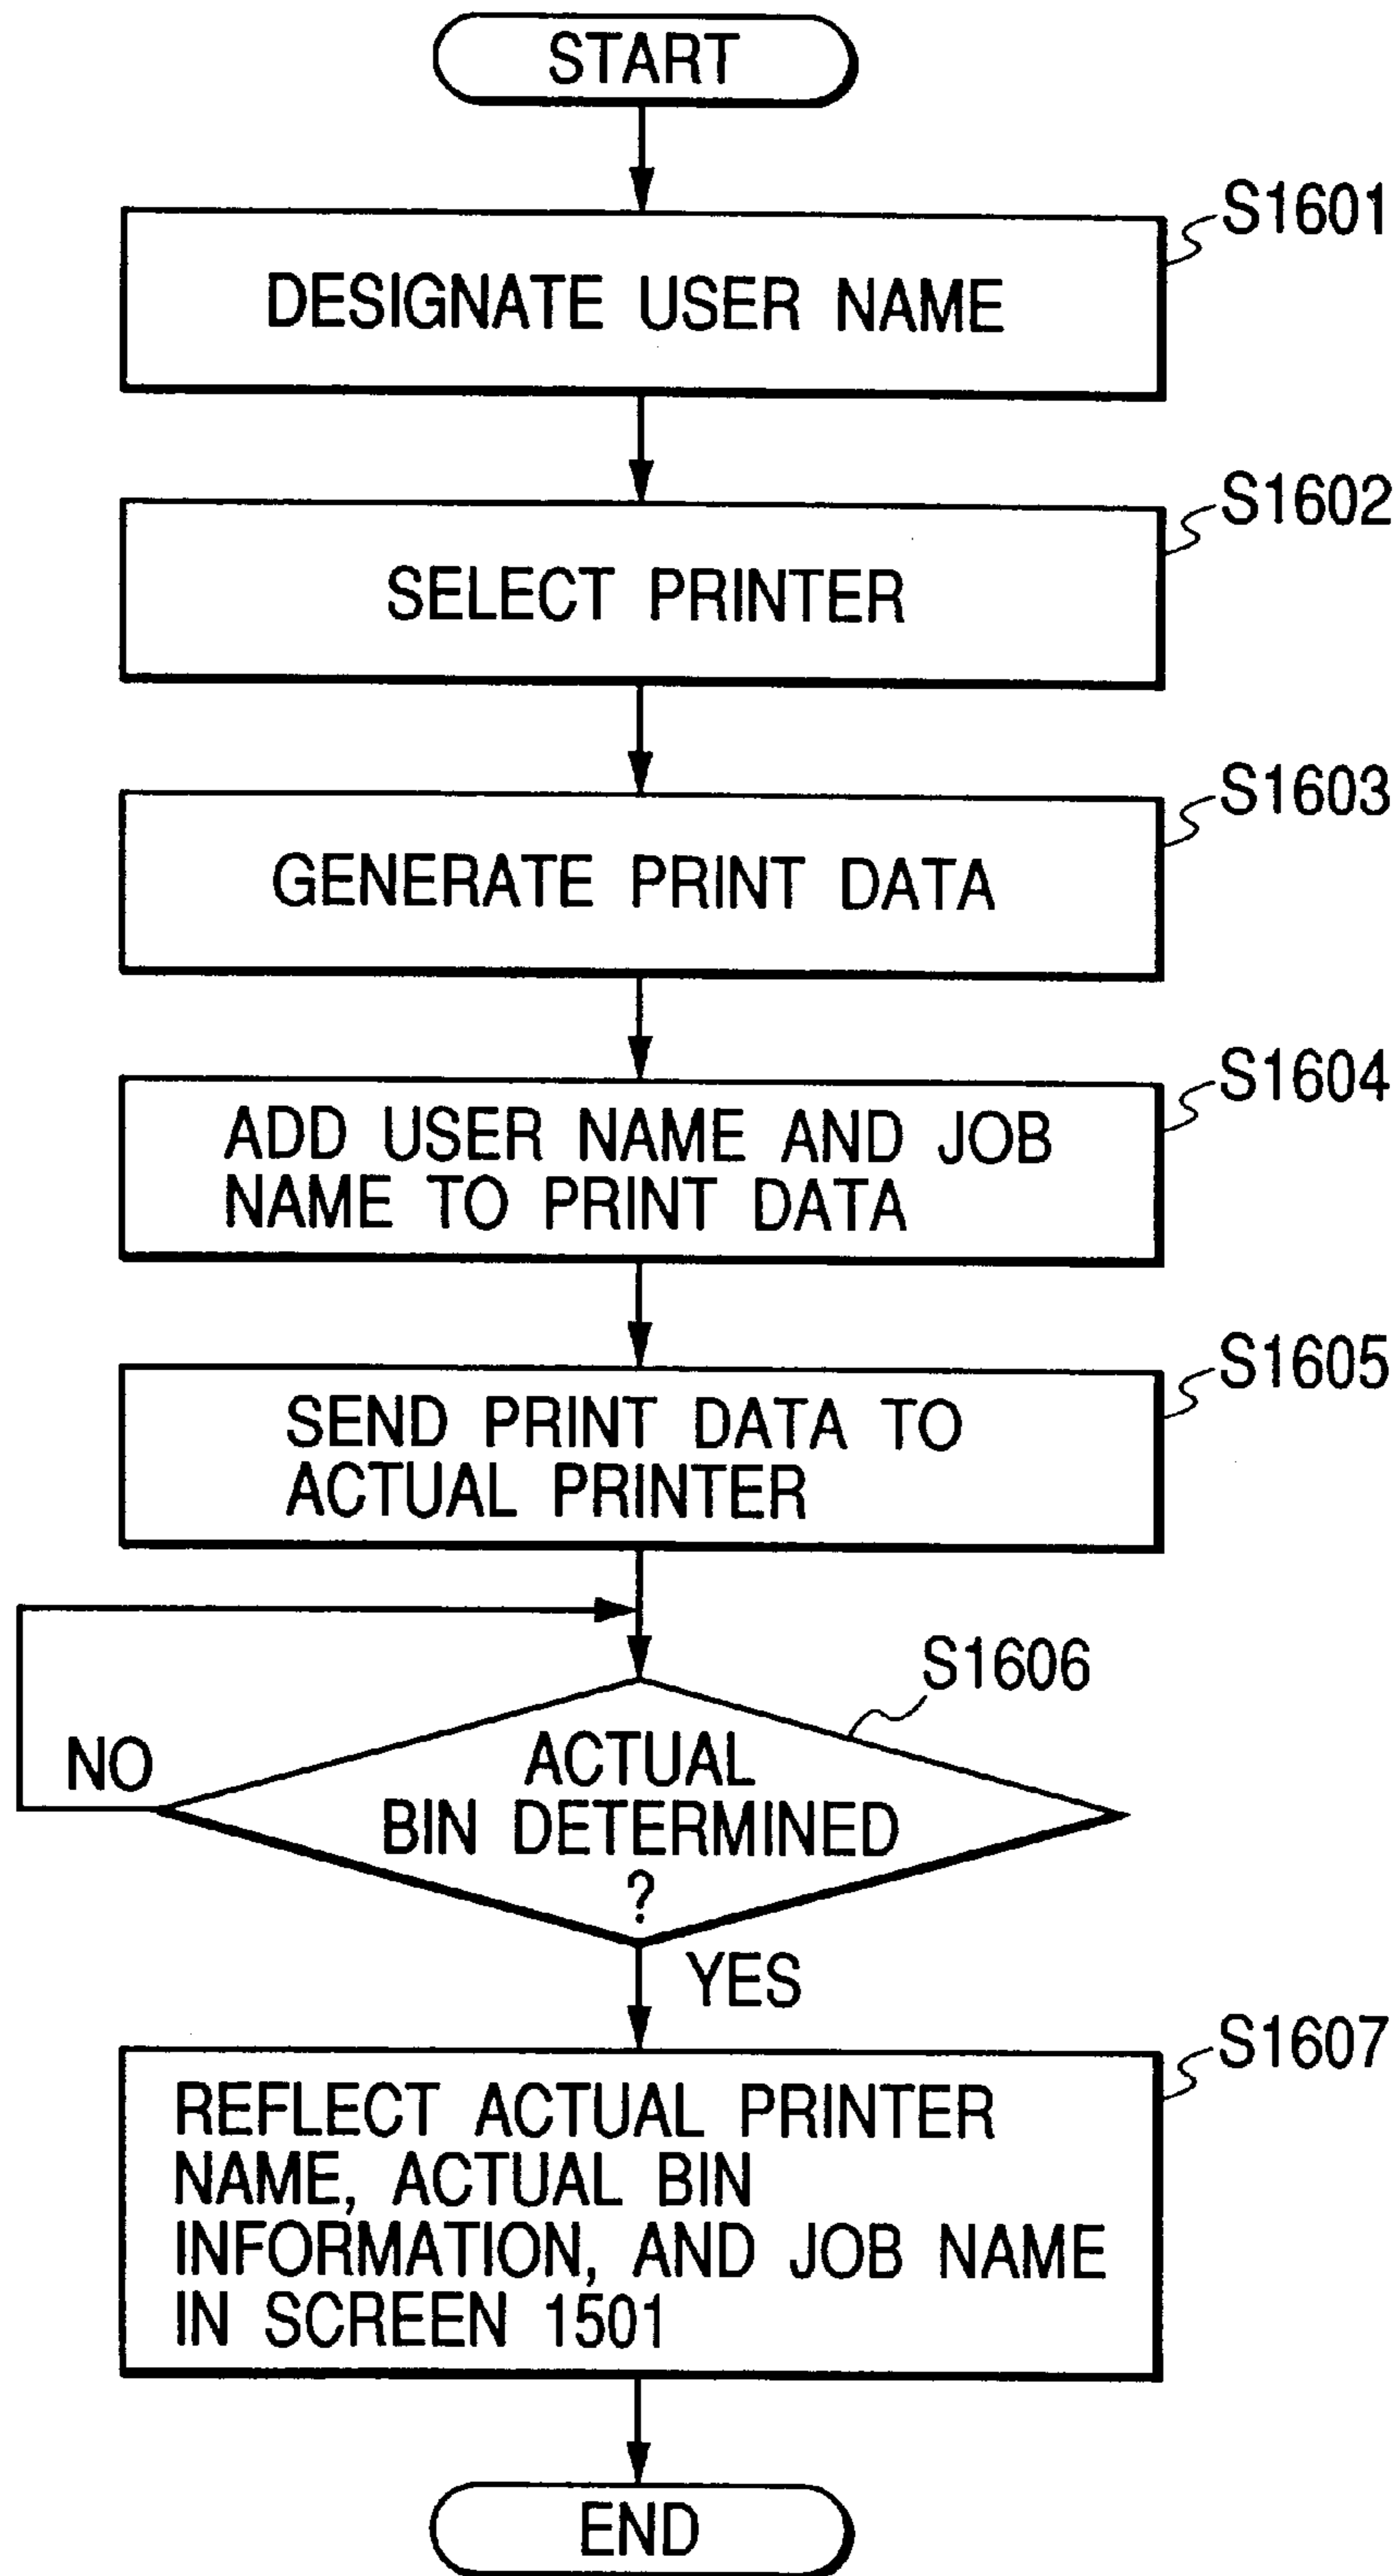 START
S1601
DESIGNATE USER NAME
S1602
SELECT PRINTER
S1603
GENERATE PRINT DATA
S1604
ADD USER NAME AND JOB
NAME TO PRINT DATA
S1605
SEND PRINT DATA TO
ACTUAL PRINTER
S1606
NO
ACTUAL
BIN DETERMINED
?
YES
S1607
REFLECT ACTUAL PRINTER
NAME, ACTUAL BIN
INFORMATION, AND JOB NAME
IN SCREEN 1501
END